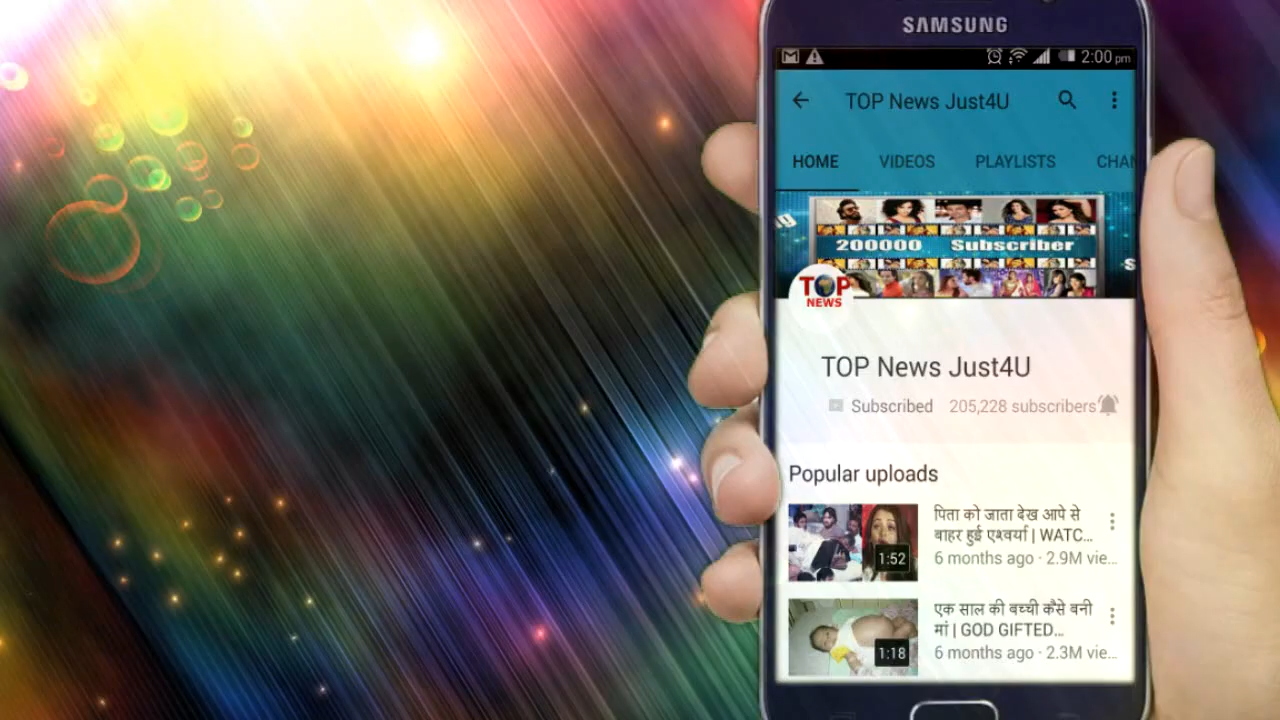 SAMSUNG
2:00 pm
TOP News Just4U
HOME VIDEOS PLAYLISTS CHAN
200000 Subscriber
TOP
NEWS
TOP News Just4U
Subscribed 205,228 subscribers
Popular uploads
पिता को जाता देख आपे से
बाहर हुई एश्वर्या | WATC...
1:52
6 months ago · 2.9M vie...
एक साल की बच्ची कैसे बनी
मां | GOD GIFTED...
1:18
6 months ago · 2.3M vie...